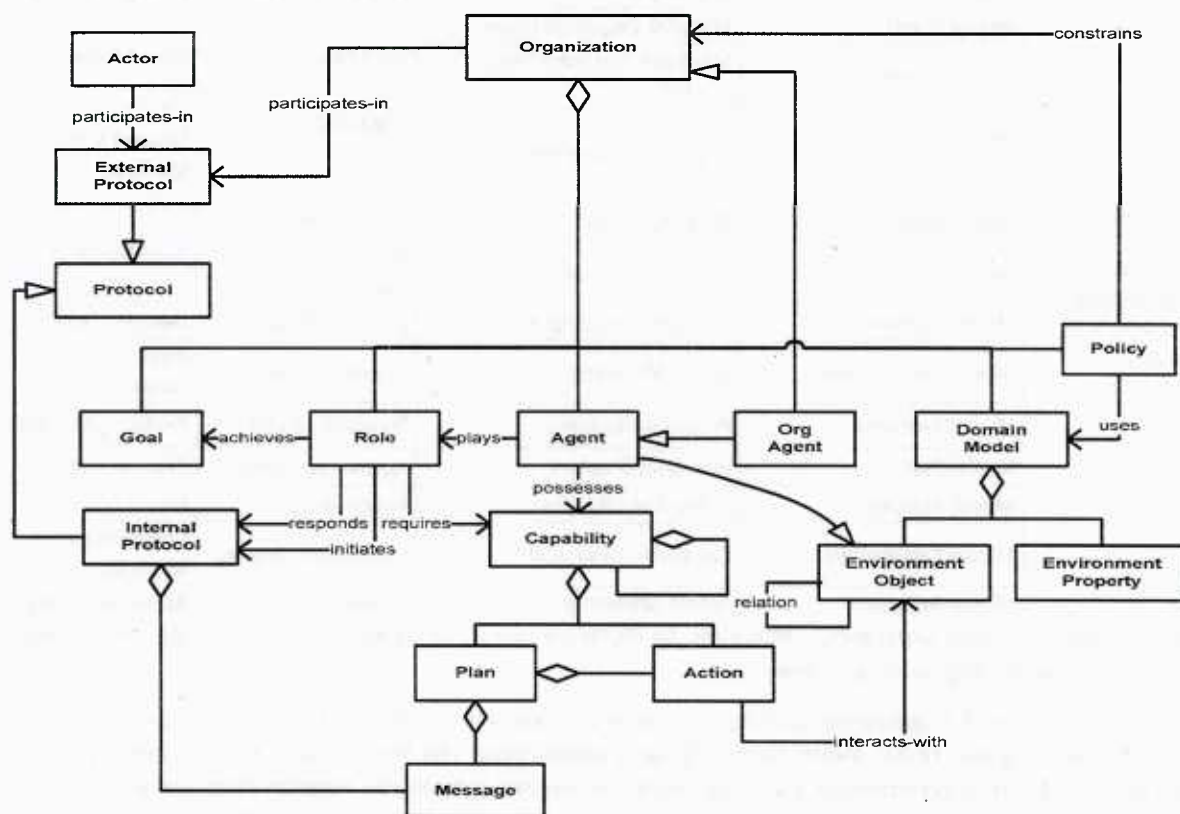 Organization
constrains
Actor
participates-in
participates-in
External
Protocol
Protocol
Policy
Goal
achieves
Role
plays
Agent
Org
Agent
Domain
Model
uses
possesses
Internal
Protocol
responds
requires
initiates
Capability
Environment
Object
Environment
Property
relation
Plan
Action
interacts-with
Message